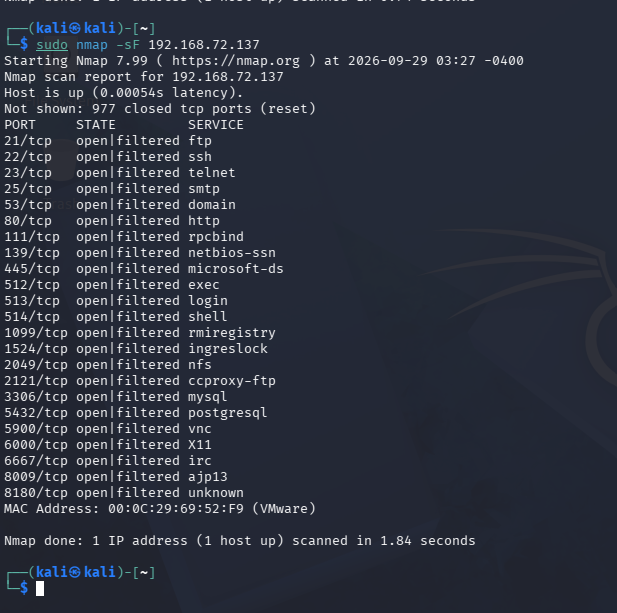 Nmap done: 1 IP address (1 host up) scanned in 0.74 seconds
┌──(kali㉿kali)-[~]
└─$ sudo nmap -sF 192.168.72.137
Starting Nmap 7.99 ( https://nmap.org ) at 2026-09-29 03:27 -0400
Nmap scan report for 192.168.72.137
Host is up (0.00054s latency).
Not shown: 977 closed tcp ports (reset)
PORT     STATE         SERVICE
21/tcp   open|filtered ftp
22/tcp   open|filtered ssh
23/tcp   open|filtered telnet
25/tcp   open|filtered smtp
53/tcp   open|filtered domain
80/tcp   open|filtered http
111/tcp  open|filtered rpcbind
139/tcp  open|filtered netbios-ssn
445/tcp  open|filtered microsoft-ds
512/tcp  open|filtered exec
513/tcp  open|filtered login
514/tcp  open|filtered shell
1099/tcp open|filtered rmiregistry
1524/tcp open|filtered ingreslock
2049/tcp open|filtered nfs
2121/tcp open|filtered ccproxy-ftp
3306/tcp open|filtered mysql
5432/tcp open|filtered postgresql
5900/tcp open|filtered vnc
6000/tcp open|filtered X11
6667/tcp open|filtered irc
8009/tcp open|filtered ajp13
8180/tcp open|filtered unknown
MAC Address: 00:0C:29:69:52:F9 (VMware)
Nmap done: 1 IP address (1 host up) scanned in 1.84 seconds
┌──(kali㉿kali)-[~]
└─$